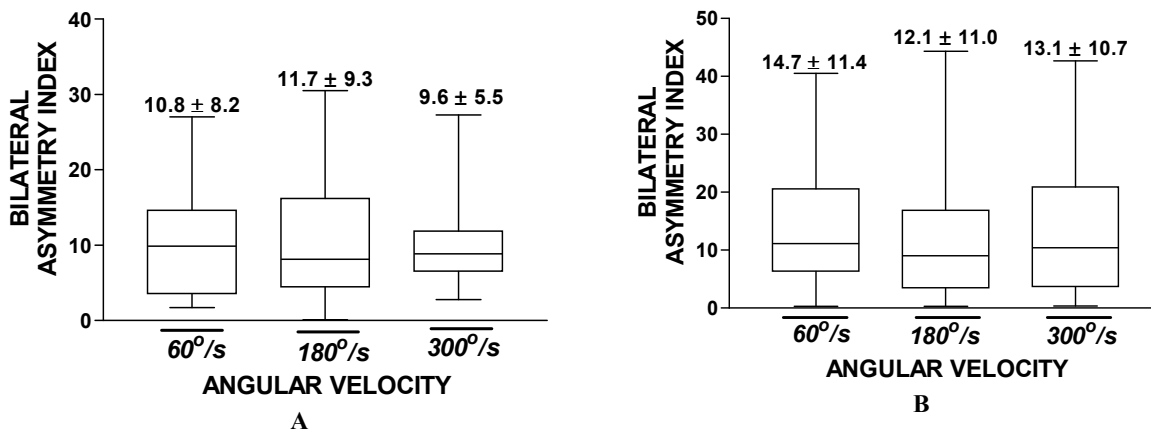 BILATERAL
ASYMMETRY INDEX
40
30
20
10
0
10.8 ± 8.2
11.7 ± 9.3
9.6 ± 5.5
60°/s
180°/s
300°/s
ANGULAR VELOCITY
A
BILATERAL
ASYMMETRY INDEX
50
40
30
20
10
0
14.7 ± 11.4
12.1 ± 11.0
13.1 ± 10.7
60°/s
180°/s
300°/s
ANGULAR VELOCITY
B